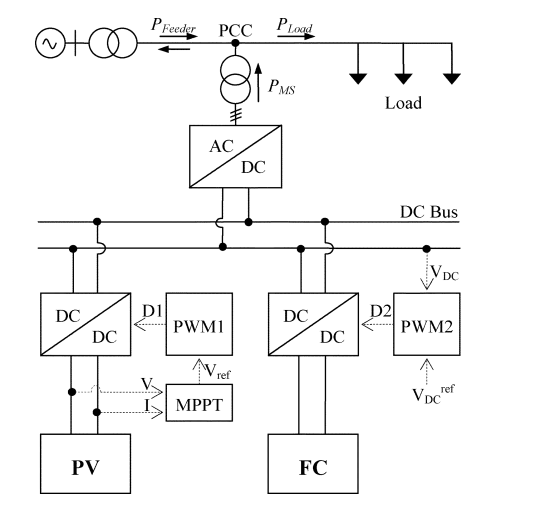 P_Feeder
PCC
P_Load
P_MS
Load
AC
DC
DC Bus
V_DC
DC
DC
D1
PWM1
DC
DC
D2
PWM2
V_ref
V
I
MPPT
V_DC^ref
PV
FC